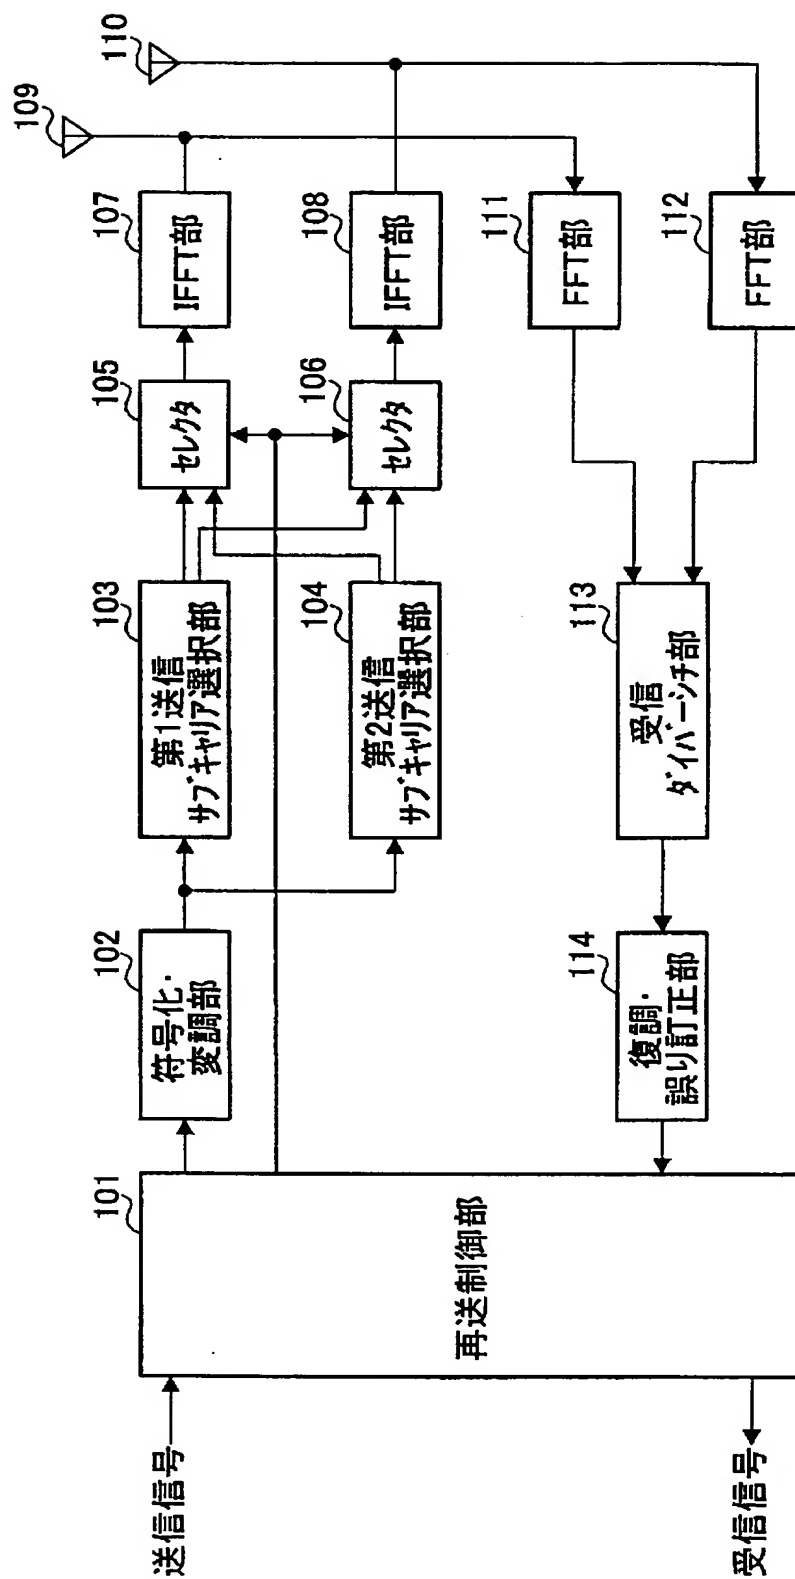 送信信号
受信信号
101
再送制御部
102
符号化・
変調部
103
第1送信
サブキャリア選択部
104
第2送信
サブキャリア選択部
105
セレクタ
106
セレクタ
107
IFFT部
108
IFFT部
109
110
111
FFT部
112
FFT部
113
受信
ダイバーシチ部
114
復調・
誤り訂正部